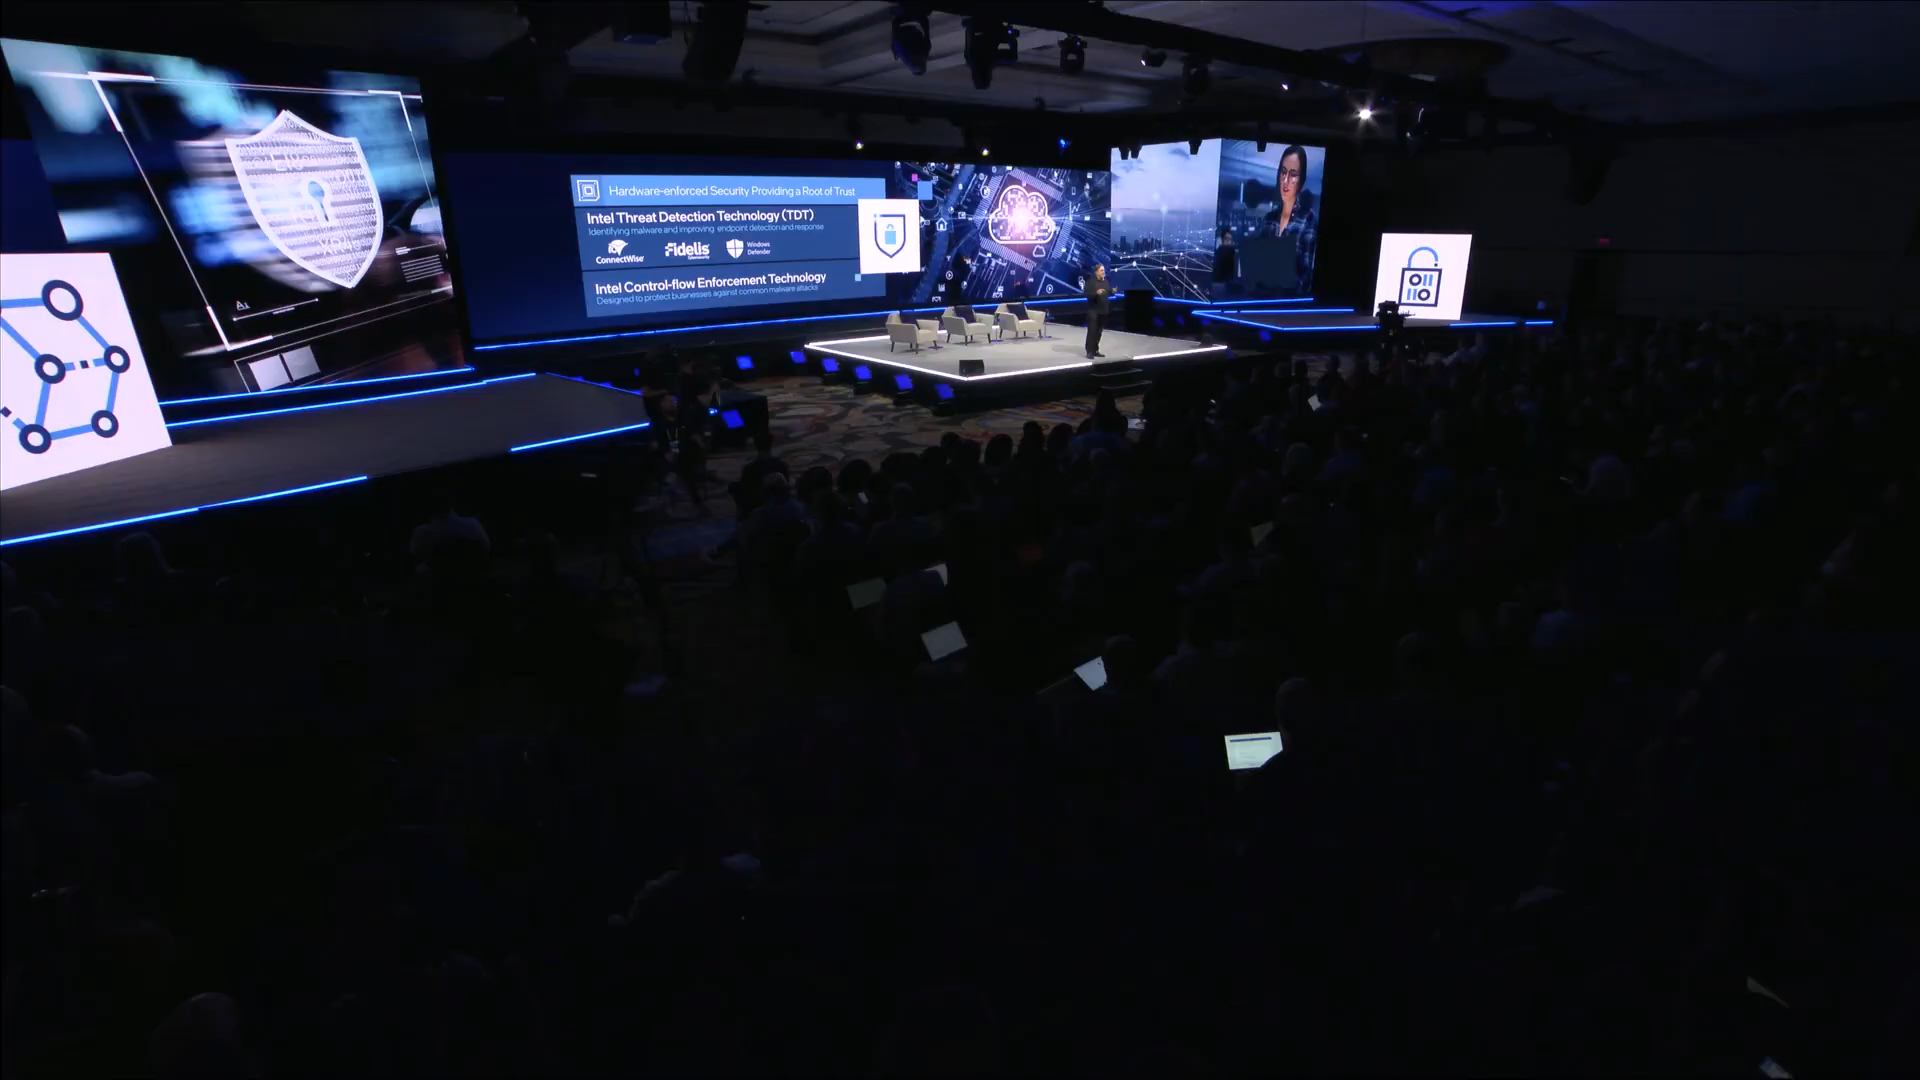 Hardware-enforced Security Providing a Root of Trust
Intel Threat Detection Technology (TDT)
Identifying malware and improving endpoint detection and response
ConnectWise
Fidelis
Cybersecurity
Windows
Defender
Intel Control-flow Enforcement Technology
Designed to protect businesses against common malware attacks